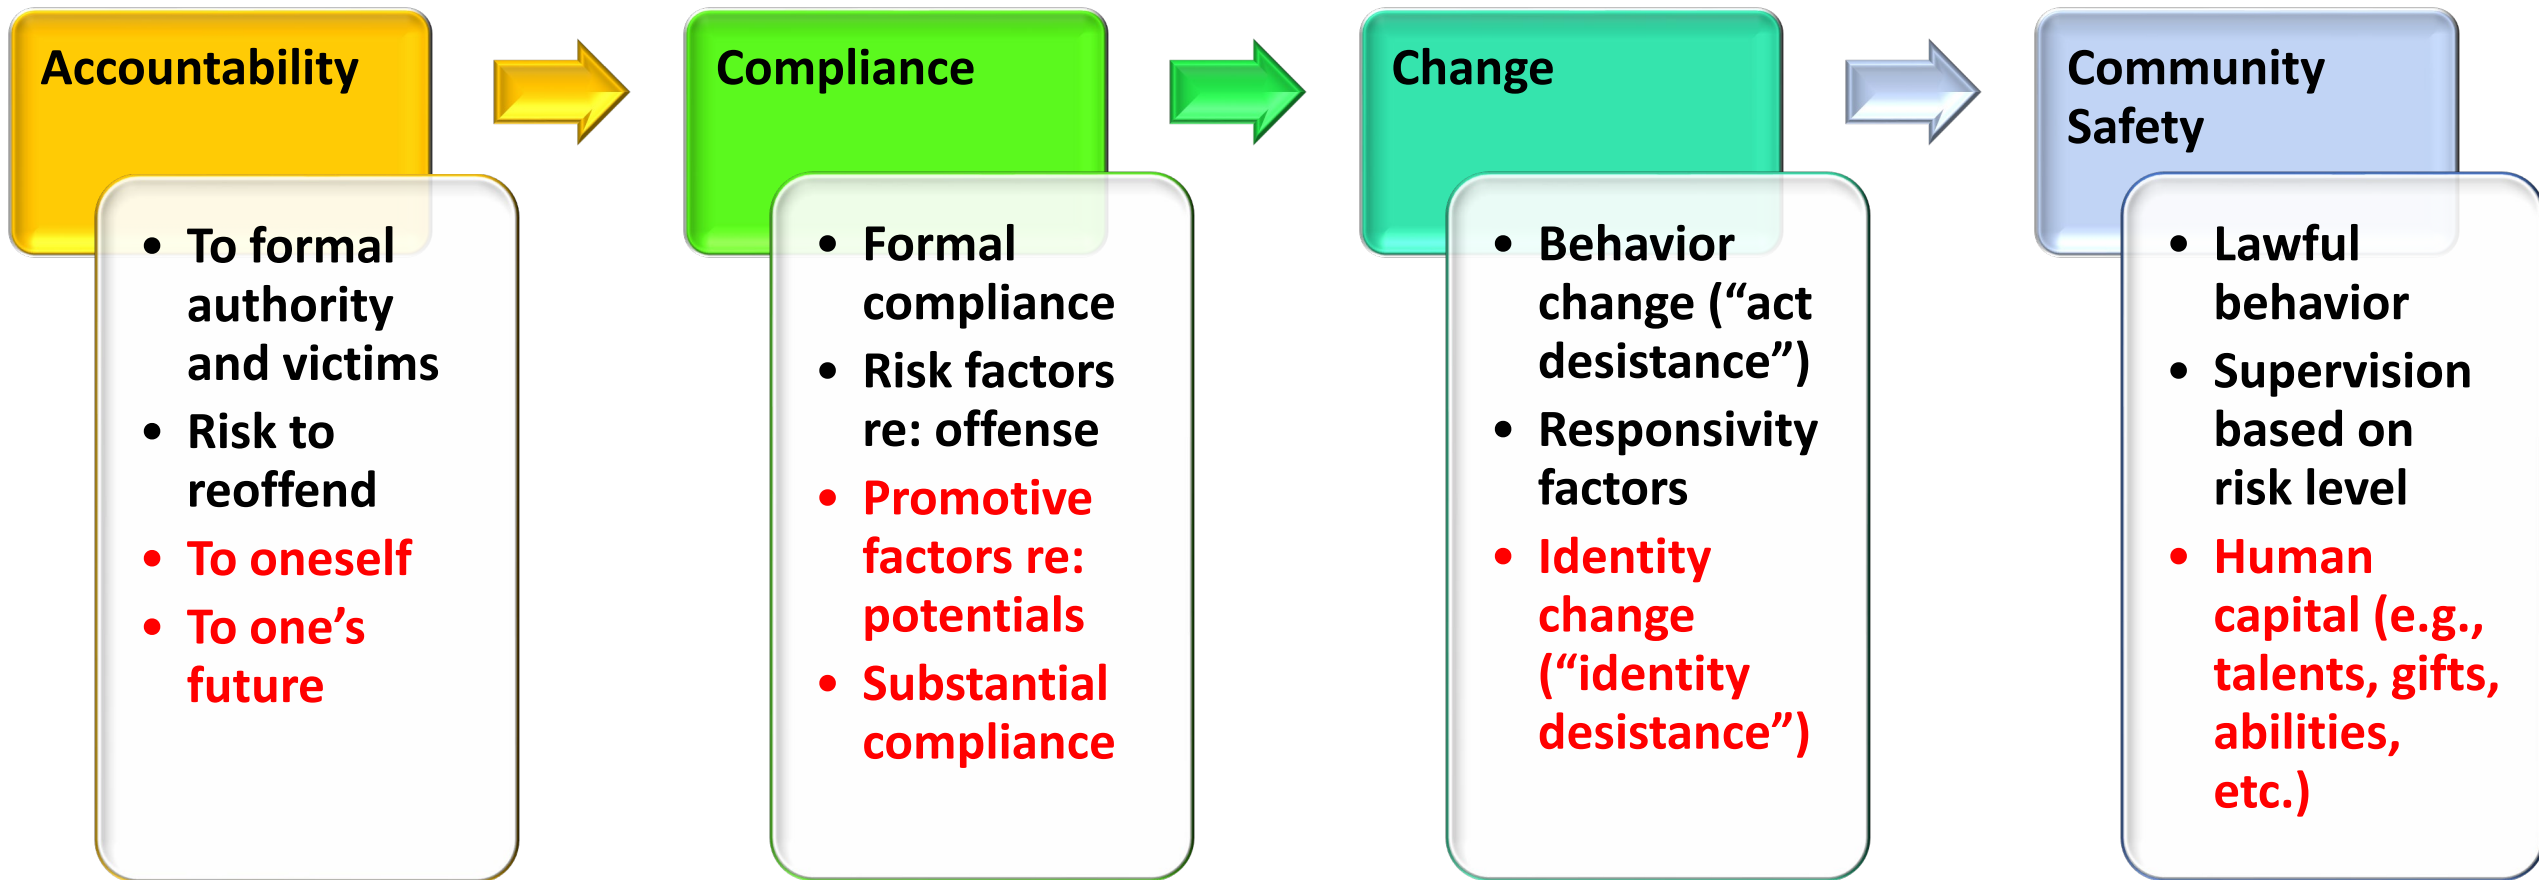 Accountability
• To formal
authority
and victims
• Risk to
reoffend
• To oneself
• To one’s
future
Compliance
• Formal
compliance
• Risk factors
re: offense
• Promotive
factors re:
potentials
• Substantial
compliance
Change
• Behavior
change (“act
desistance”)
• Responsivity
factors
• Identity
change
(“identity
desistance”)
Community
Safety
• Lawful
behavior
• Supervision
based on
risk level
• Human
capital (e.g.,
talents, gifts,
abilities,
etc.)